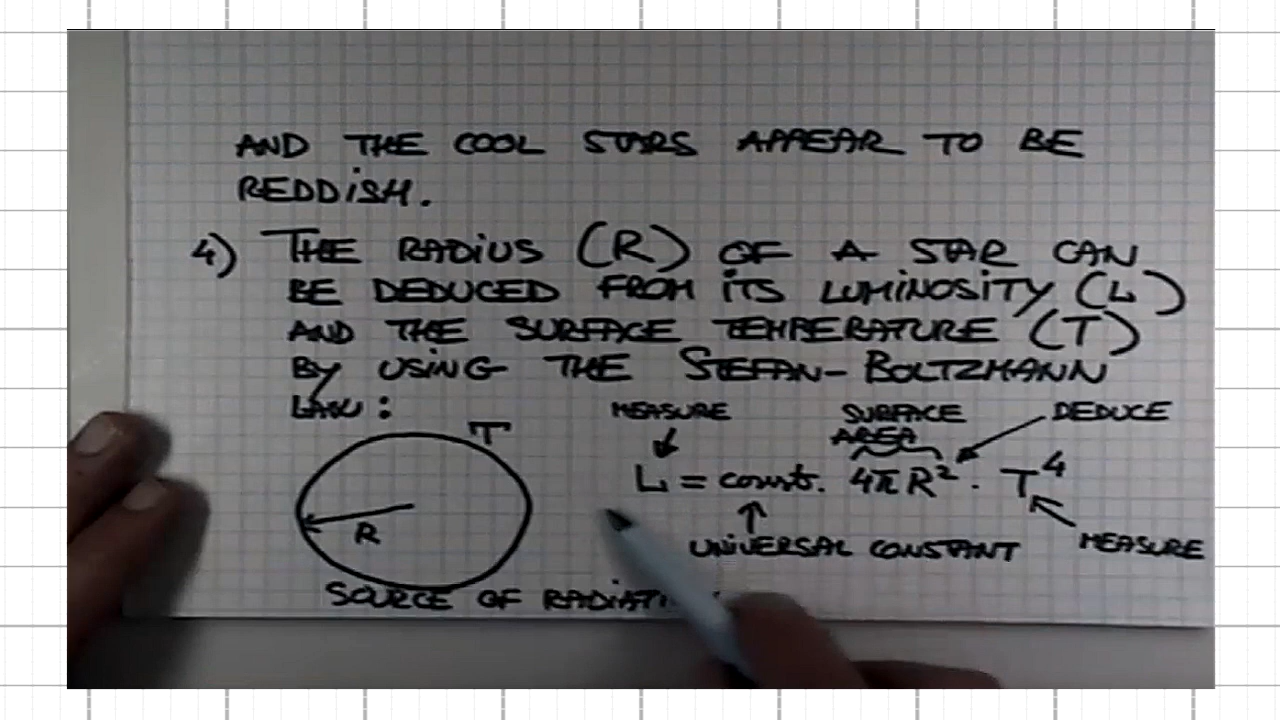 AND THE COOL STARS APPEAR TO BE
REDDISH.
4) THE RADIUS (R) OF A STAR CAN
BE DEDUCED FROM ITS LUMINOSITY (L)
AND THE SURFACE TEMPERATURE (T)
BY USING THE STEFAN-BOLTZMANN
LAW:
MEASURE SURFACE AREA DEDUCE
T
L = const. 4πR². T⁴
R
UNIVERSAL CONSTANT MEASURE
SOURCE OF